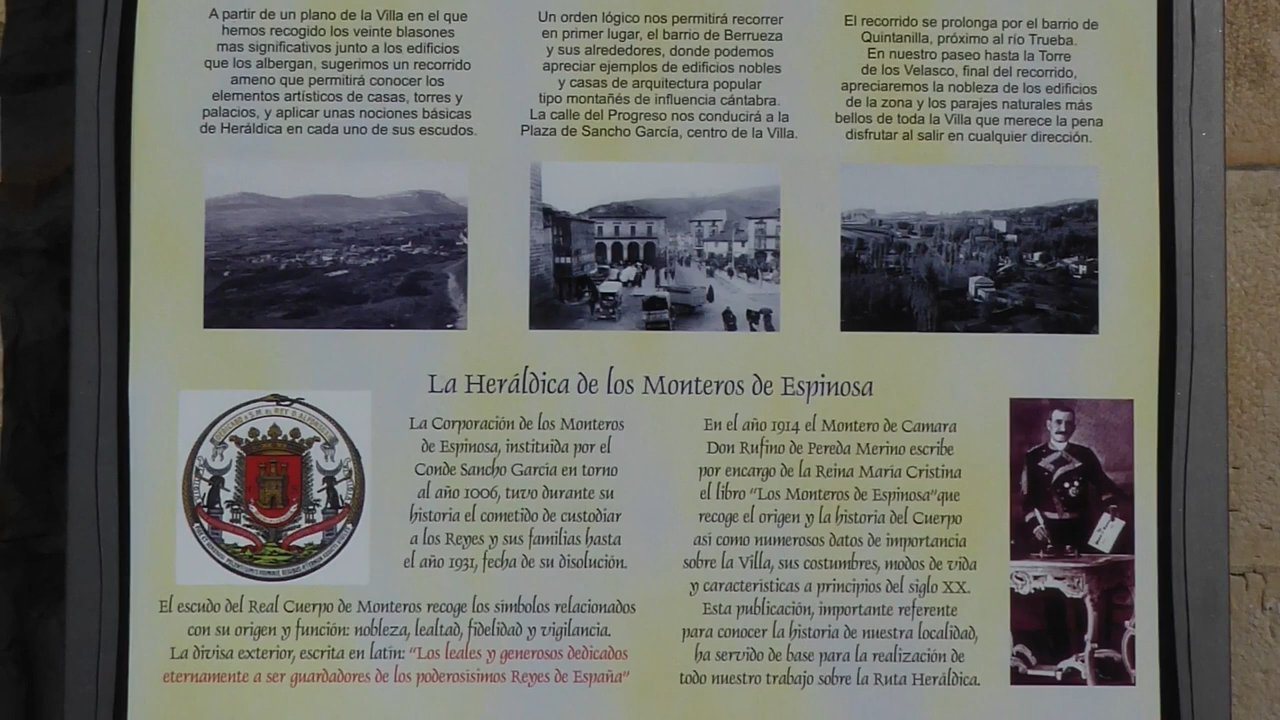 A partir de un plano de la Villa en el que
hemos recogido los veinte blasones
mas significativos junto a los edificios
que los albergan, sugerimos un recorrido
ameno que permitirá conocer los
elementos artísticos de casas, torres y
palacios, y aplicar unas nociones básicas
de Heráldica en cada uno de sus escudos.
Un orden lógico nos permitirá recorrer
en primer lugar, el barrio de Berrueza
y sus alrededores, donde podemos
apreciar ejemplos de edificios nobles
y casas de arquitectura popular
tipo montañés de influencia cántabra.
La calle del Progreso nos conducirá a la
Plaza de Sancho García, centro de la Villa.
El recorrido se prolonga por el barrio de
Quintanilla, próximo al río Trueba.
En nuestro paseo hasta la Torre
de los Velasco, final del recorrido,
apreciaremos la nobleza de los edificios
de la zona y los parajes naturales más
bellos de toda la Villa que merece la pena
disfrutar al salir en cualquier dirección.
La Heráldica de los Monteros de Espinosa
La Corporación de los Monteros
de Espinosa, instituida por el
Conde Sancho García en torno
al año 1006, tuvo durante su
historia el cometido de custodiar
a los Reyes y sus familias hasta
el año 1931, fecha de su disolución.
El escudo del Real Cuerpo de Monteros recoge los símbolos relacionados
con su origen y función: nobleza, lealtad, fidelidad y vigilancia.
La divisa exterior, escrita en latín: "Los leales y generosos dedicados
eternamente a ser guardadores de los poderosísimos Reyes de España"
En el año 1914 el Montero de Camara
Don Rufino de Pereda Merino escribe
por encargo de la Reina María Cristina
el libro "Los Monteros de Espinosa"que
recoge el origen y la historia del Cuerpo
así como numerosos datos de importancia
sobre la Villa, sus costumbres, modos de vida
y características a principios del siglo XX.
Esta publicación, importante referente
para conocer la historia de nuestra localidad,
ha servido de base para la realización de
todo nuestro trabajo sobre la Ruta Heráldica.